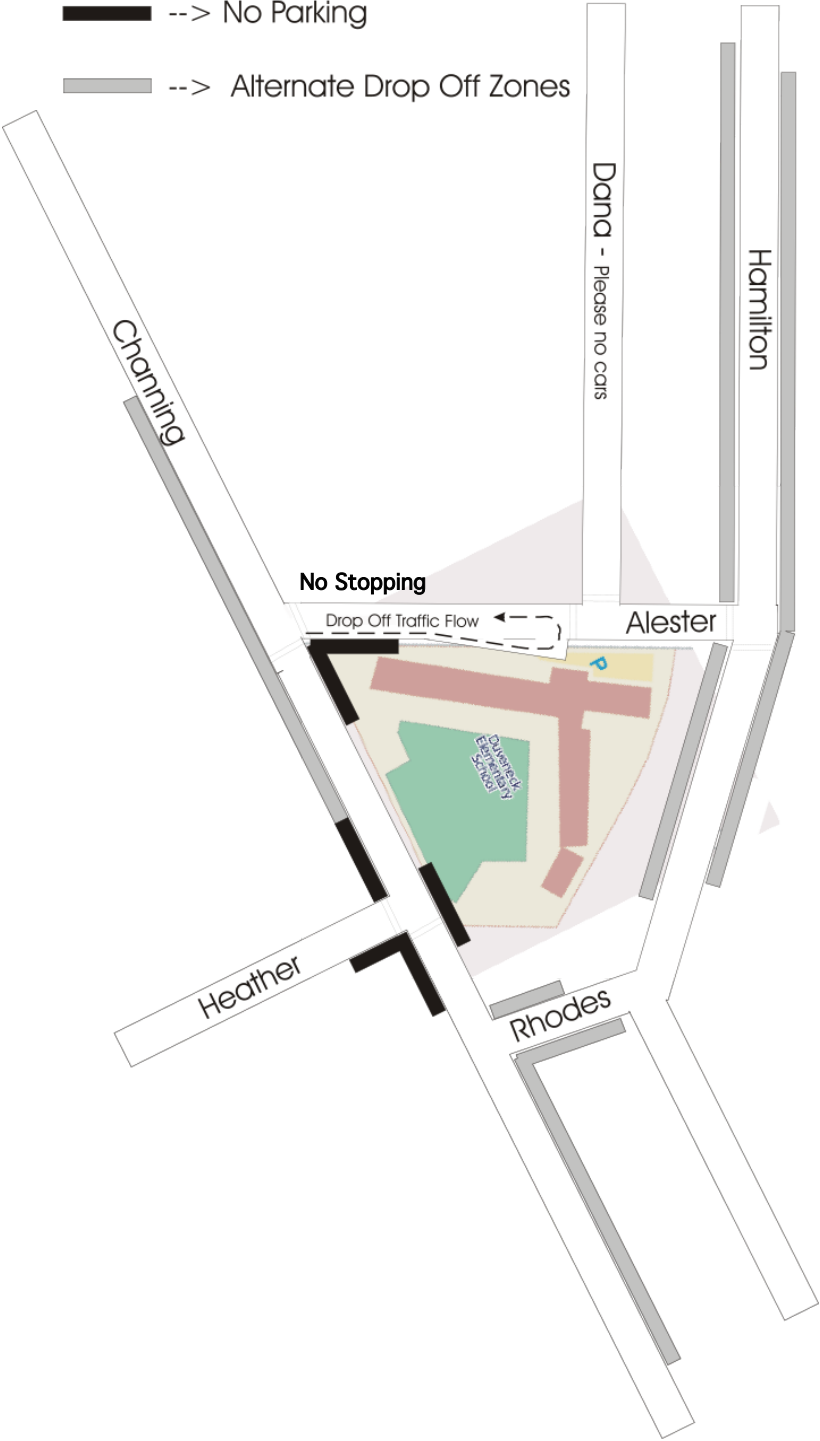 --> No Parking
--> Alternate Drop Off Zones
Dana - Please no cars
Hamilton
Channing
No Stopping
Drop Off Traffic Flow
Alester
P
Duveneck
Elementary
School
Heather
Rhodes